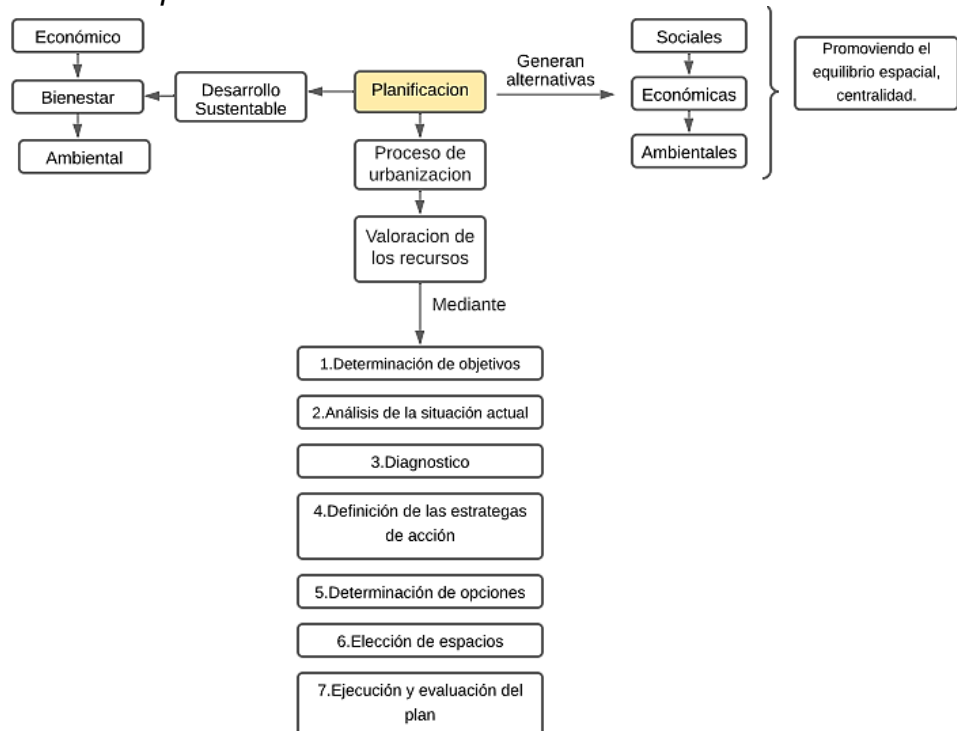 Económico
Bienestar
Ambiental
Desarrollo
Sustentable
Planificacion
Generan
alternativas
Sociales
Económicas
Ambientales
Promoviendo el
equilibrio espacial,
centralidad.
Proceso de
urbanizacion
Valoracion de
los recursos
Mediante
1.Determinación de objetivos
2.Análisis de la situación actual
3.Diagnostico
4.Definición de las estrategas
de acción
5.Determinación de opciones
6.Elección de espacios
7.Ejecución y evaluación del
plan